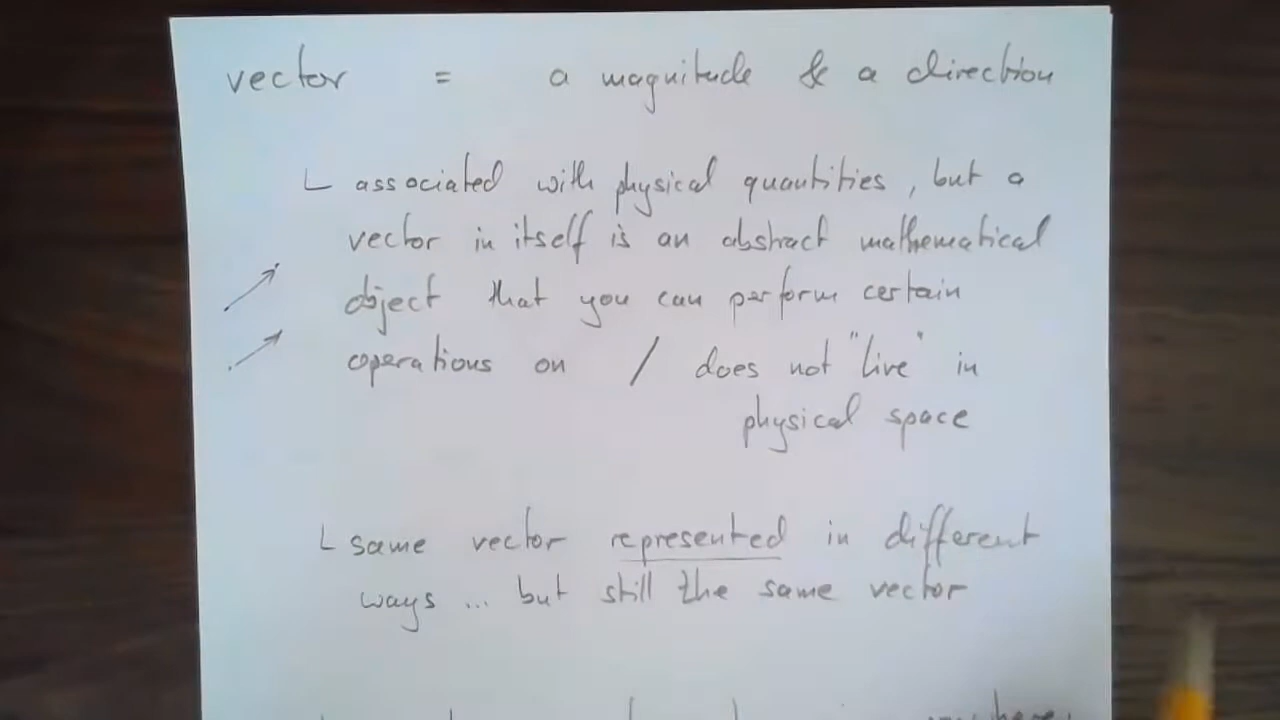 vector = a magnitude & a direction
associated with physical quantities, but a
vector in itself is an abstract mathematical
object that you can perform certain
operations on / does not "live" in
physical space
same vector represented in different
ways ... but still the same vector